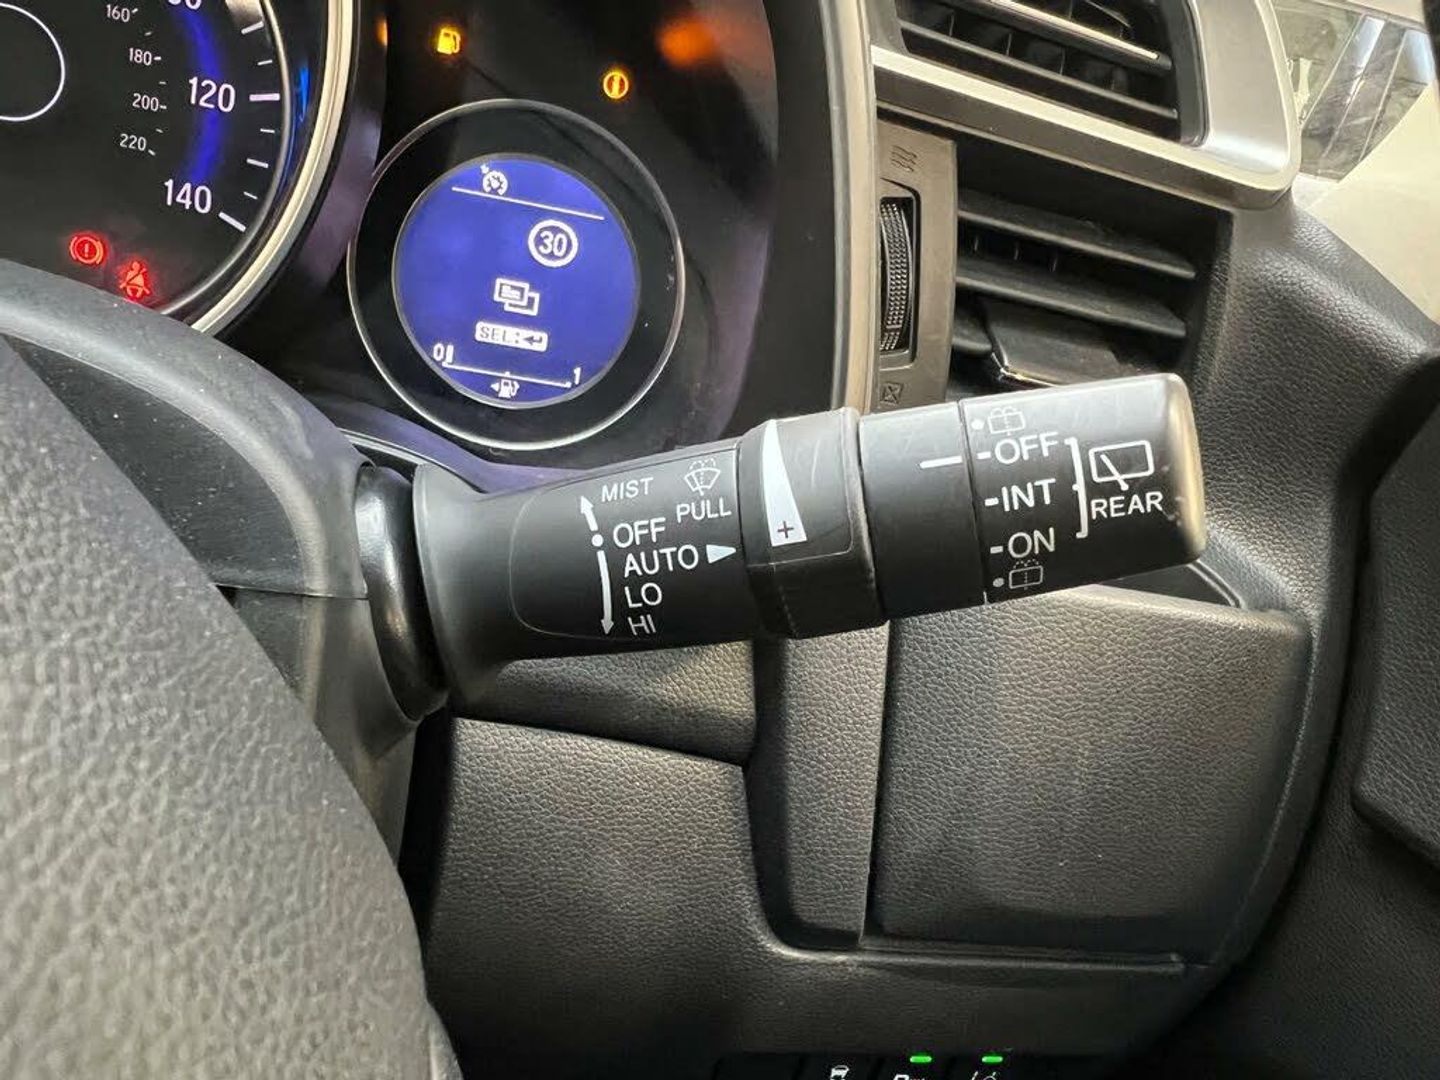 160
180
200
220
120
140
30
SEL:
0
1
MIST
PULL
OFF
AUTO
LO
HI
+
-OFF
-INT
-ON
REAR